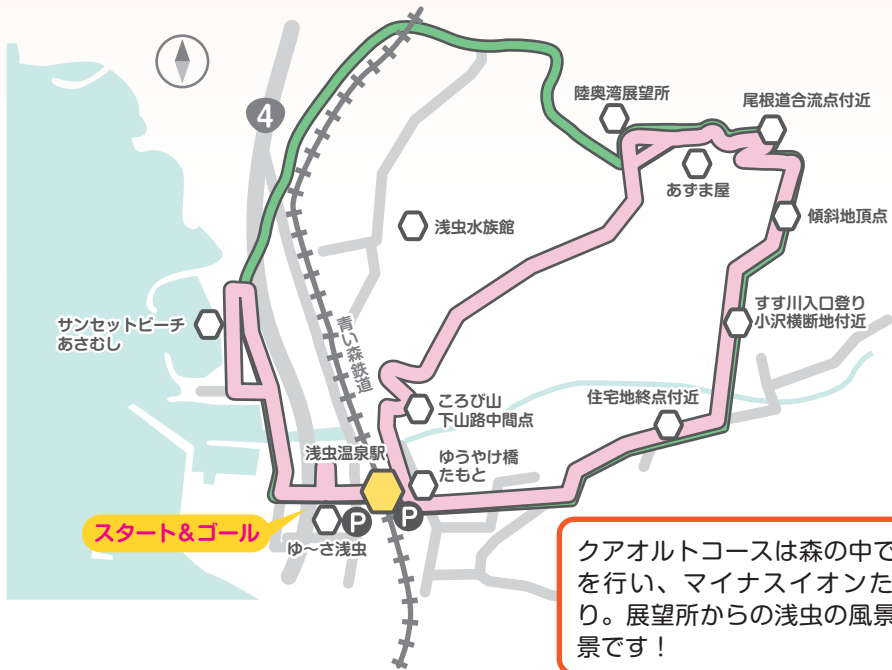 4
陸奥湾展望所
尾根道合流点付近
あずま屋
傾斜地頂点
浅虫水族館
サンセットビーチ
あさむし
青い森鉄道
すす川入口登り
小沢横断地付近
ころび山
下山路中間点
住宅地終点付近
浅虫温泉駅
ゆうやけ橋
たもと
スタート&ゴール
P
P
ゆ~さ浅虫
クアオルトコースは森の中で
を行い、マイナスイオンた
り。展望所からの浅虫の風景
景です!